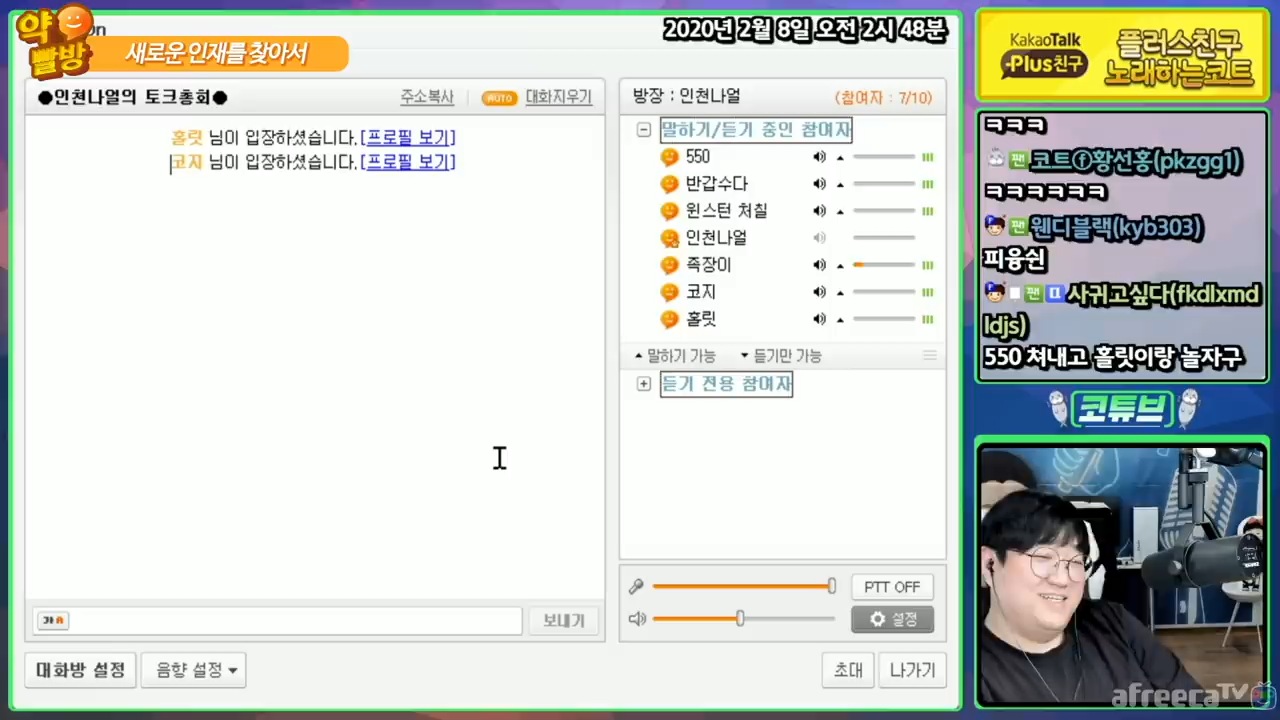 약빨방
새로운 인재를 찾아서
on
2020년 2월 8일 오전 2시 48분
●인천나얼의 토크총회●
주소복사
AUTO
대화지우기
홀릿 님이 입장하셨습니다.[프로필 보기]
코지 님이 입장하셨습니다.[프로필 보기]
보내기
대화방 설정
음향 설정
방장 : 인천나얼
(참여자 : 7/10)
말하기/듣기 중인 참여자
550
반갑수다
윈스턴 처칠
인천나얼
족장이
코지
홀릿
말하기 가능
듣기만 가능
듣기 전용 참여자
PTT OFF
설정
초대
나가기
KakaoTalk
Plus친구
플러스친구
노래하는코트
ㅋㅋㅋ
짠 코트ⓕ황선홍(pkzgg1)
ㅋㅋㅋㅋㅋㅋ
웬디블랙(kyb303)
피융쉰
사귀고싶다(fkdlxmd
ldjs)
550 쳐내고 홀릿이랑 놀자구
코튜브
afreecaTV